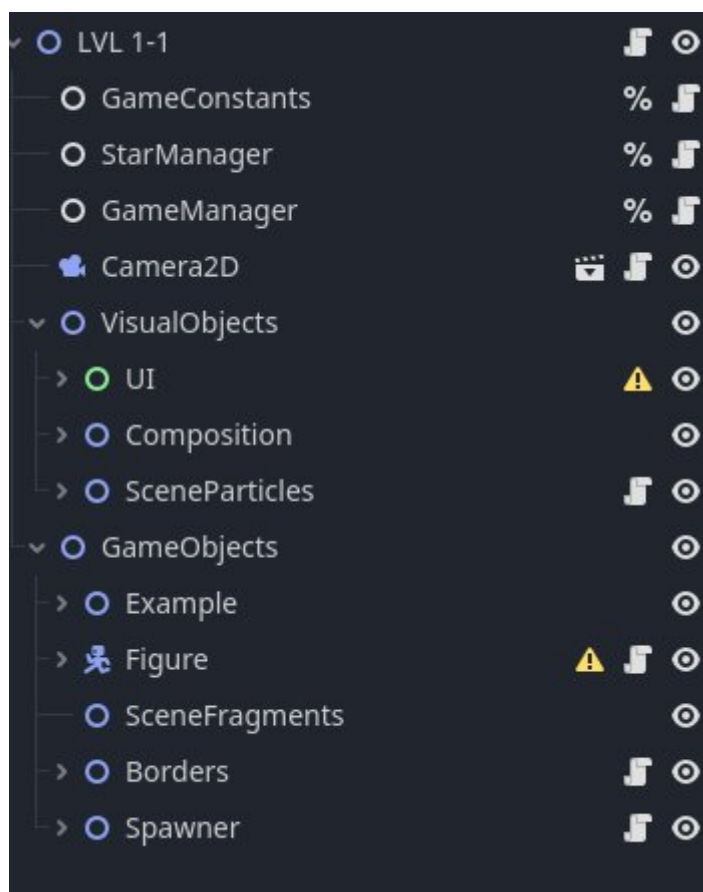 LVL 1-1
GameConstants %
StarManager %
GameManager %
Camera2D
VisualObjects
UI
Composition
SceneParticles
GameObjects
Example
Figure
SceneFragments
Borders
Spawner